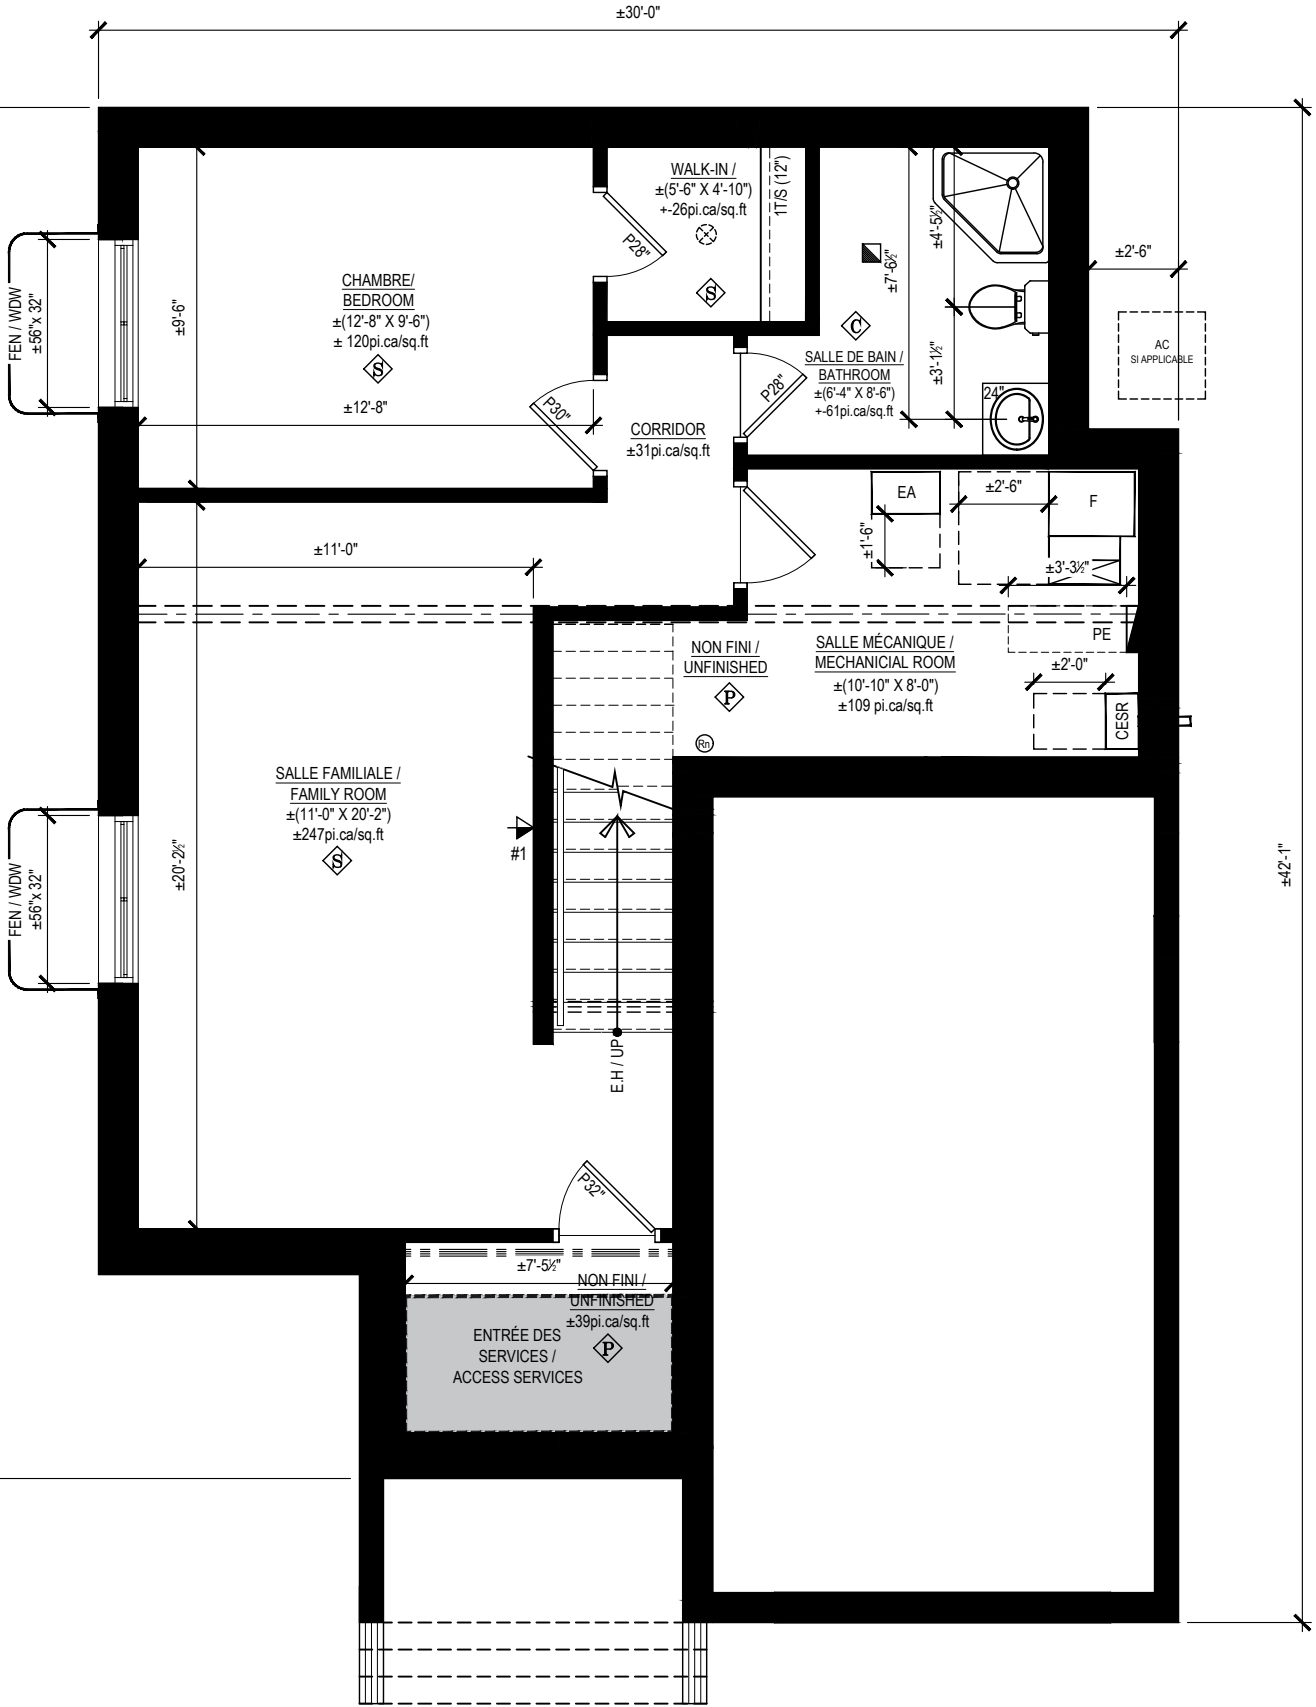 ±30'-0"
WALK-IN /
±(5'-6" X 4'-10")
+-26pi.ca/sq.ft
1T/S (12")
P28"
S
±4'-5½"
±7'-6½"
±2'-6"
FEN / WDW
±56"x 32"
±9'-6"
CHAMBRE/
BEDROOM
±(12'-8" X 9'-6")
± 120pi.ca/sq.ft
S
±12'-8"
P30"
C
SALLE DE BAIN /
BATHROOM
±(6'-4" X 8'-6")
+-61pi.ca/sq.ft
P28"
±3'-1½"
24"
AC
SI APPLICABLE
CORRIDOR
±31pi.ca/sq.ft
EA
±1'-6"
±2'-6"
F
±3'-3½"
±11'-0"
NON FINI /
UNFINISHED
P
Rn
SALLE MÉCANIQUE /
MECHANICIAL ROOM
±(10'-10" X 8'-0")
±109 pi.ca/sq.ft
PE
±2'-0"
CESR
SALLE FAMILIALE /
FAMILY ROOM
±(11'-0" X 20'-2")
±247pi.ca/sq.ft
S
FEN / WDW
±56"x 32"
±20'-2½"
#1
±42'-1"
E.H / UP
P32"
±7'-5½"
NON FINI /
UNFINISHED
±39pi.ca/sq.ft
P
ENTRÉE DES
SERVICES /
ACCESS SERVICES